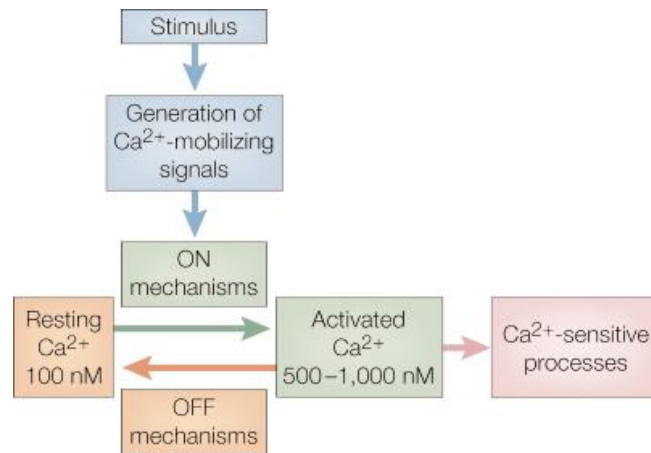 Stimulus
Generation of
Ca²⁺-mobilizing
signals
ON
mechanisms
Resting
Ca²⁺
100 nM
Activated
Ca²⁺
500–1,000 nM
Ca²⁺-sensitive
processes
OFF
mechanisms